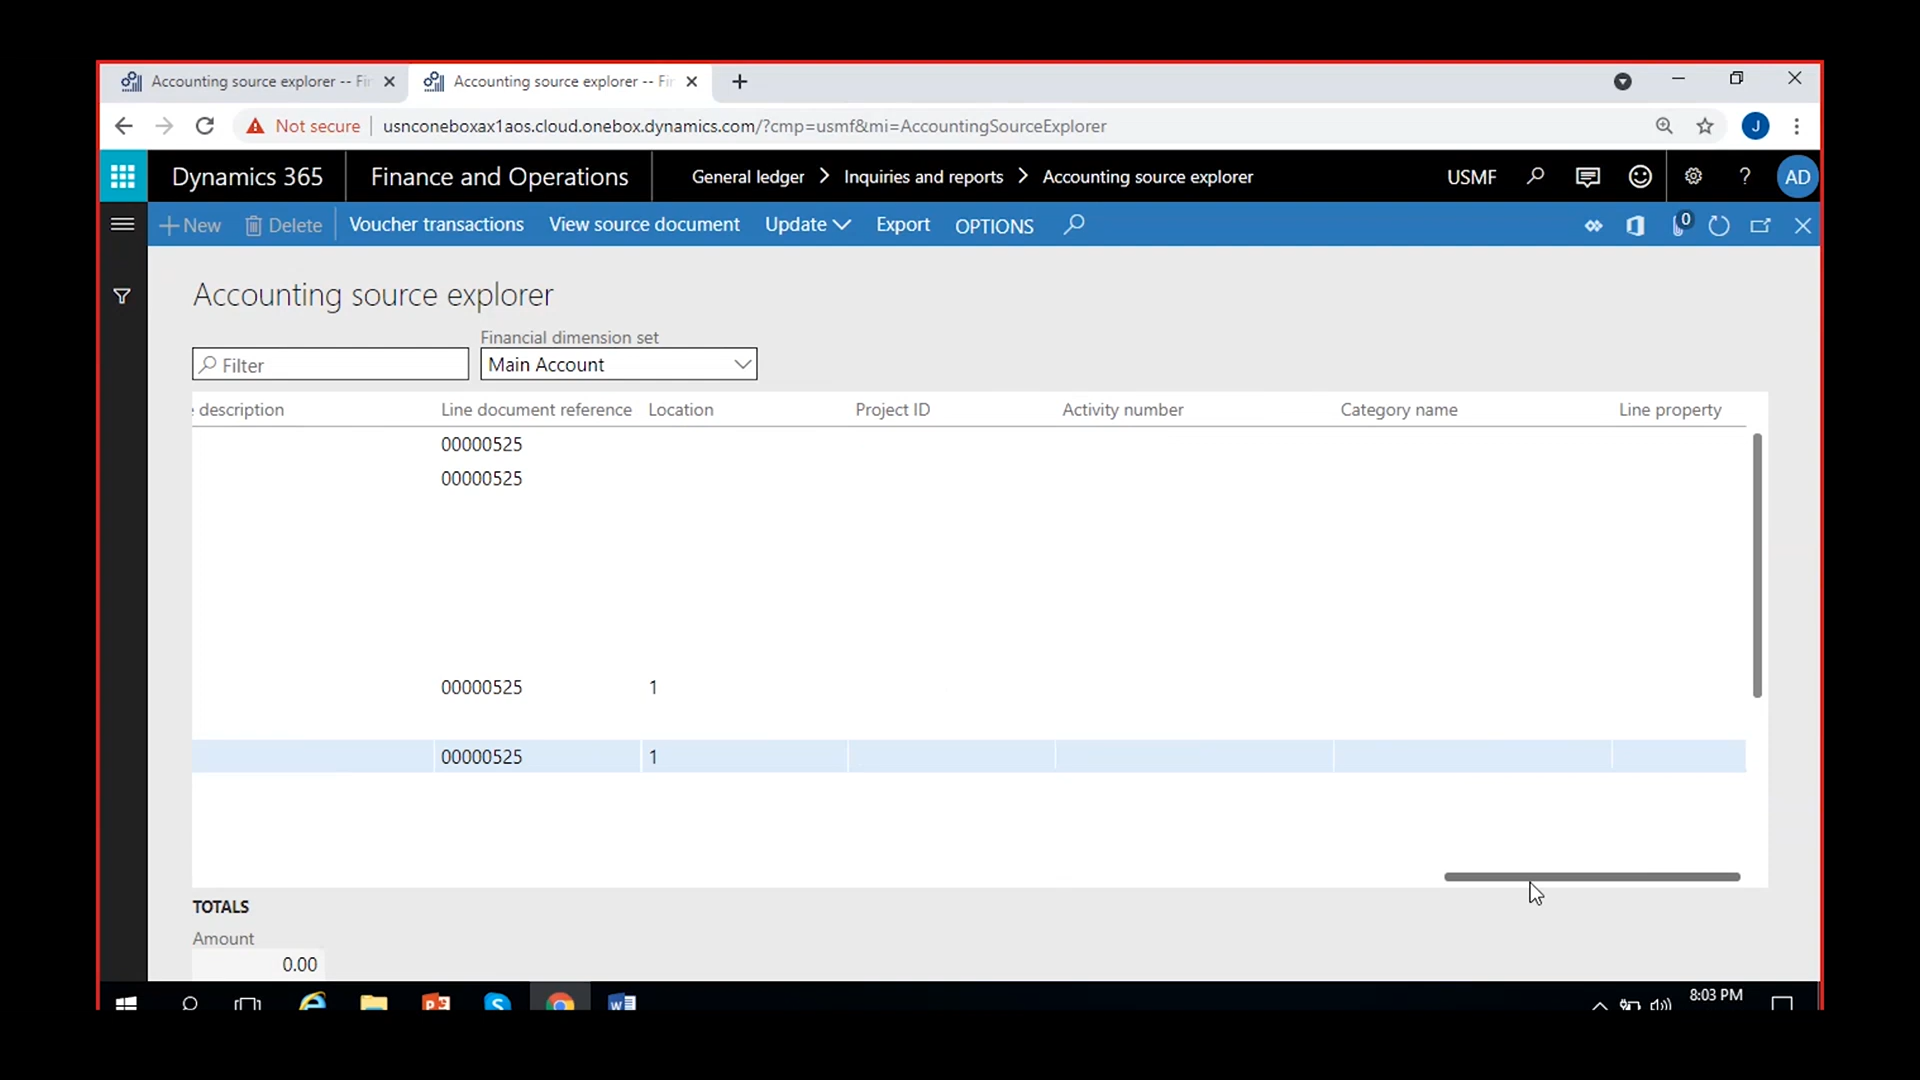 Accounting source explorer -- Fi
Accounting source explorer -- Fi
Not secure
usnconeboxax1aos.cloud.onebox.dynamics.com/?cmp=usmf&mi=AccountingSourceExplorer
J
Dynamics 365
Finance and Operations
General ledger > Inquiries and reports > Accounting source explorer
USMF
?
AD
+ New
Delete
Voucher transactions
View source document
Update
Export
OPTIONS
0
Accounting source explorer
Financial dimension set
Filter
Main Account
description Line document reference Location Project ID Activity number Category name Line property
00000525
00000525
00000525 1
00000525 1
TOTALS
Amount
0.00
8:03 PM